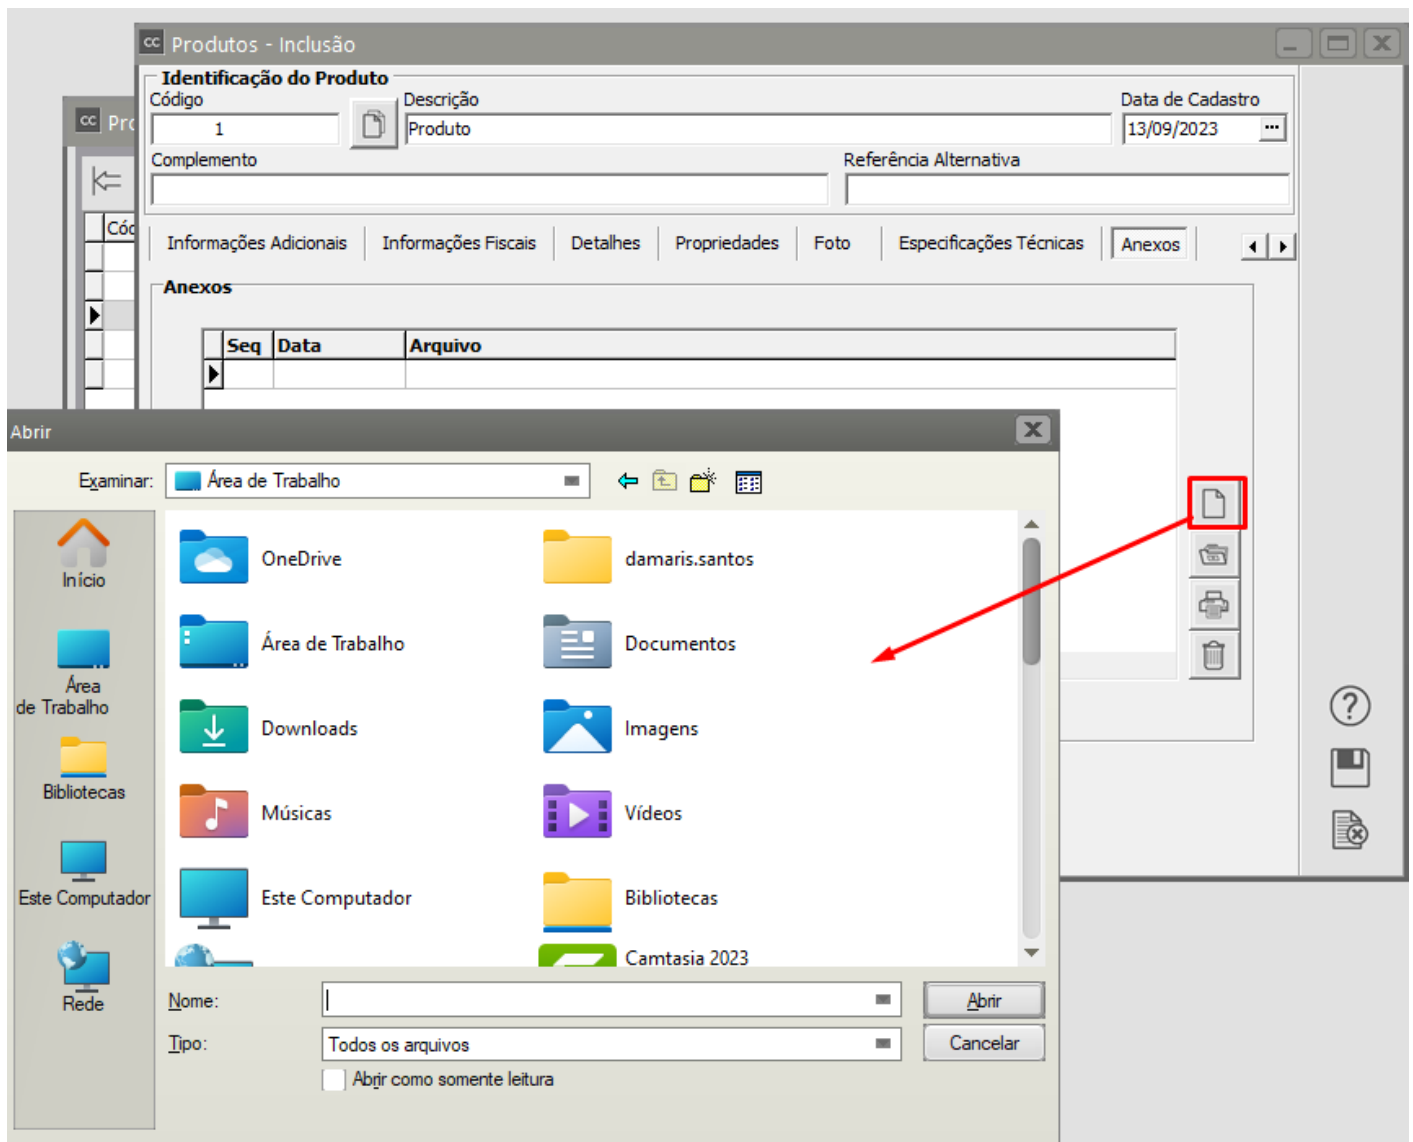 cc Produtos - Inclusão
Identificação do Produto
Código
Descrição
Data de Cadastro
1
Produto
13/09/2023
...
Complemento
Referência Alternativa
cc
Cód
Informações Adicionais
Informações Fiscais
Detalhes
Propriedades
Foto
Especificações Técnicas
Anexos
Anexos
Seq
Data
Arquivo
Abrir
Examinar:
Área de Trabalho
Início
Área
de Trabalho
Bibliotecas
Este Computador
Rede
OneDrive
damaris.santos
Área de Trabalho
Documentos
Downloads
Imagens
Músicas
Vídeos
Este Computador
Bibliotecas
Camtasia 2023
Nome:
Abrir
Tipo:
Todos os arquivos
Cancelar
Abrir como somente leitura